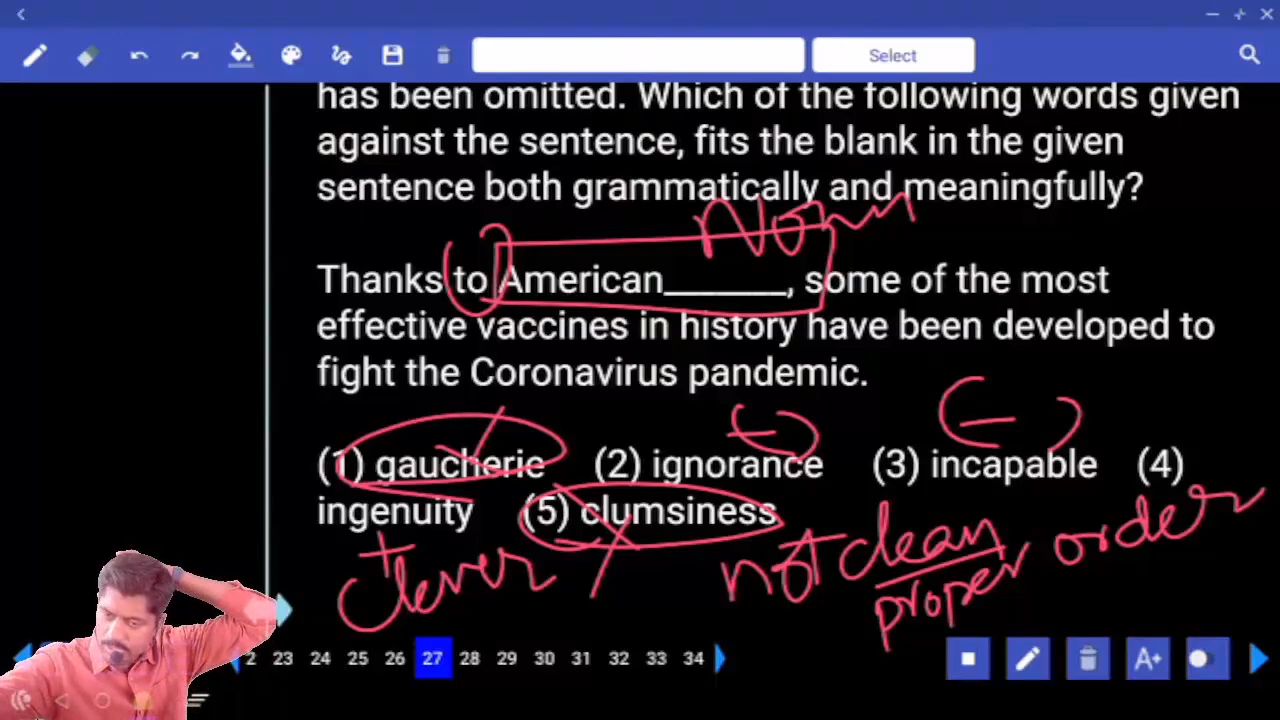 Select
has been omitted. Which of the following words given
against the sentence, fits the blank in the given
sentence both grammatically and meaningfully?
Noun
Thanks to American_______, some of the most
effective vaccines in history have been developed to
fight the Coronavirus pandemic.
(1) gaucherie (2) ignorance (3) incapable (4)
ingenuity (5) clumsiness
clever not clean order
proper
2 23 24 25 26 27 28 29 30 31 32 33 34
A+